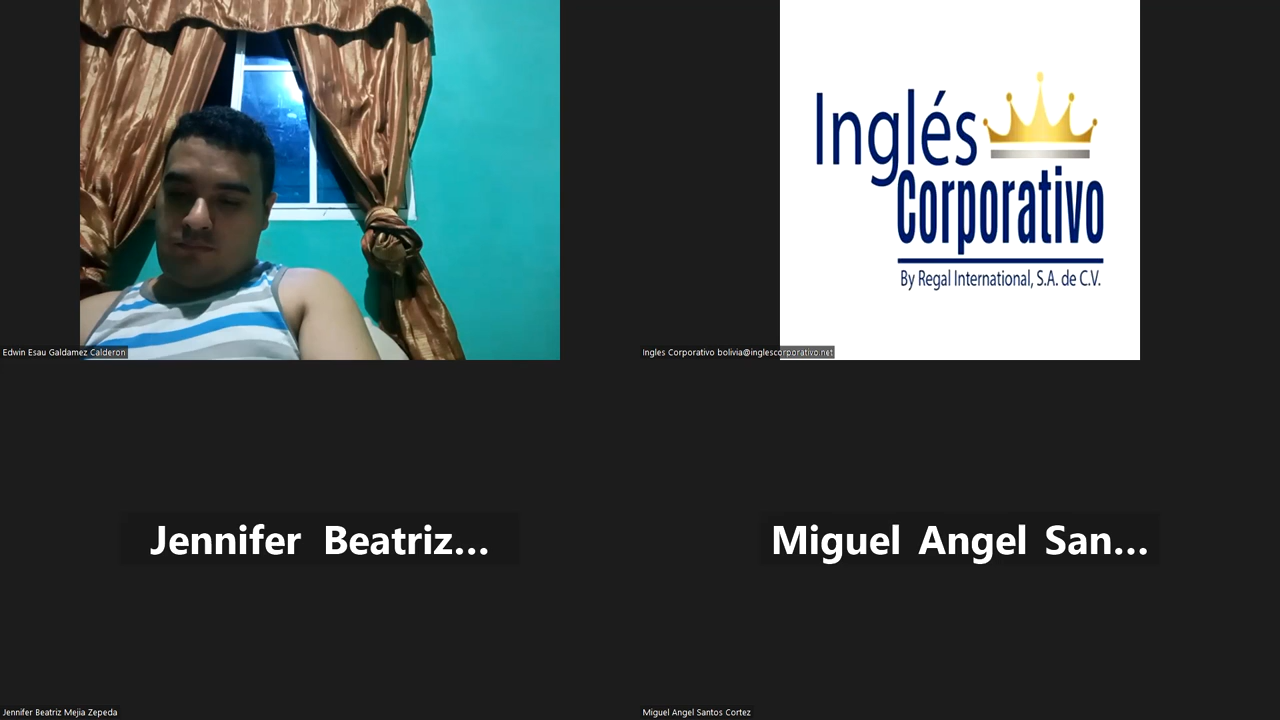 Inglés
Corporativo
By Regal International, S.A. de C.V.
Edwin Esau Galdamez Calderon
Ingles Corporativo bolivia@inglescorporativo.net
Jennifer Beatriz...
Miguel Angel San...
Jennifer Beatriz Mejia Zepeda
Miguel Angel Santos Cortez